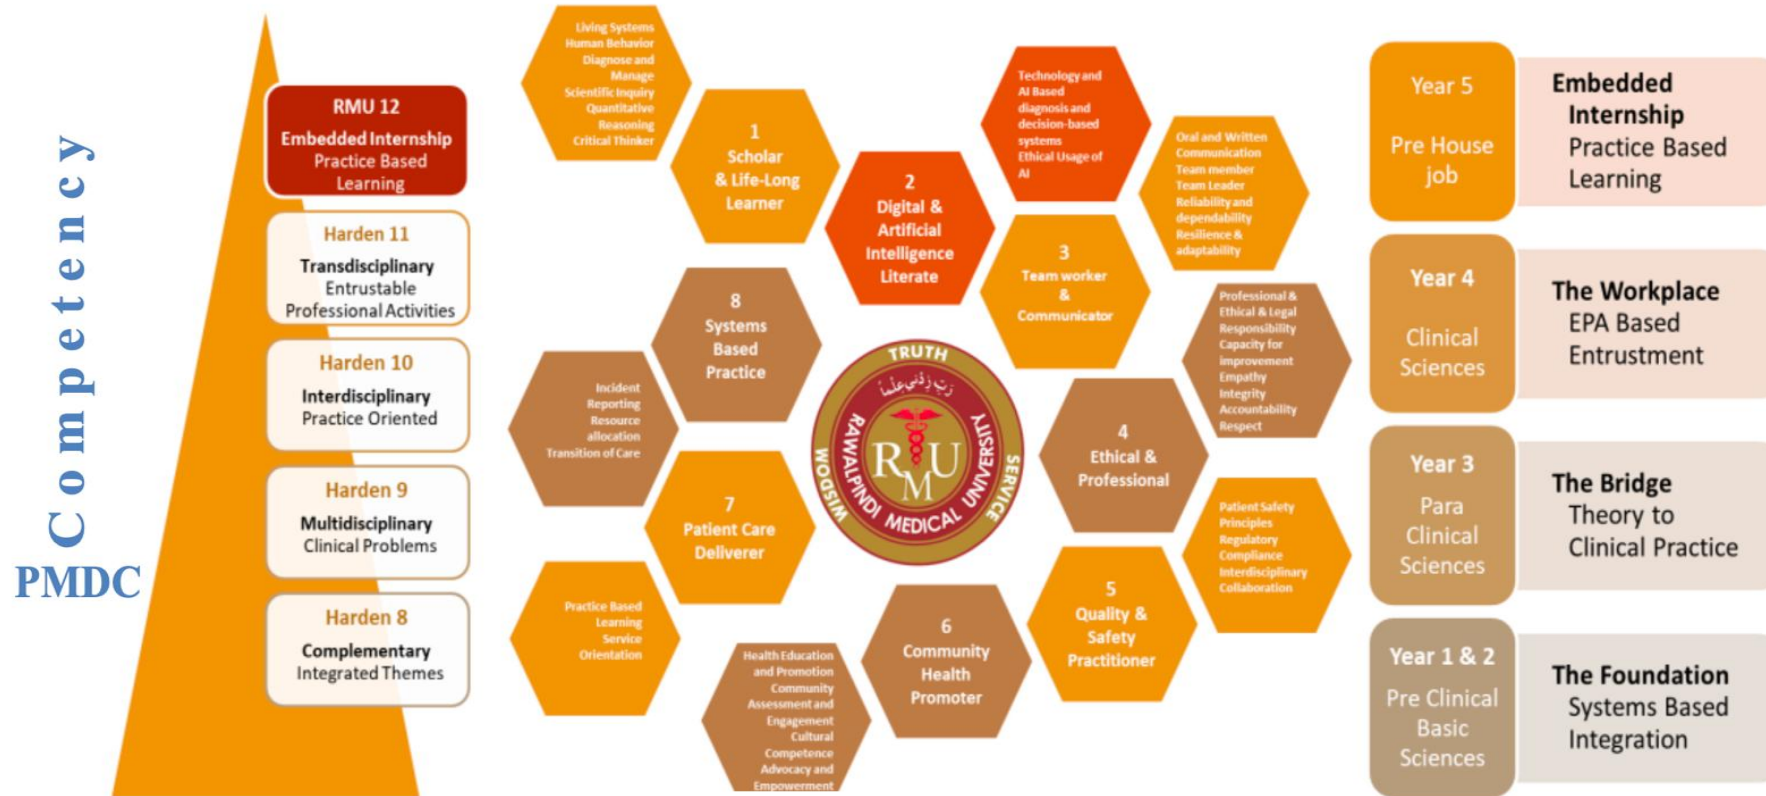 Competency
PMDC
RMU 12
Embedded Internship
Practice Based
Learning
Harden 11
Transdisciplinary
Entrustable
Professional Activities
Harden 10
Interdisciplinary
Practice Oriented
Harden 9
Multidisciplinary
Clinical Problems
Harden 8
Complementary
Integrated Themes
Living Systems
Human Behavior
Diagnose and
Manage
Scientific Inquiry
Quantitative
Reasoning
Critical Thinker
1
Scholar
& Life-Long
Learner
2
Digital &
Artificial
Intelligence
Literate
Technology and
AI Based
diagnosis and
decision-based
systems
Ethical Usage of
AI
3
Team worker
&
Communicator
Oral and Written
Communication
Team member
Team Leader
Reliability and
dependability
Resilience &
adaptability
4
Ethical &
Professional
Professional &
Ethical & Legal
Responsibility
Capacity for
improvement
Empathy
Integrity
Accountability
Respect
5
Quality &
Safety
Practitioner
Patient Safety
Principles
Regulatory
Compliance
Interdisciplinary
Collaboration
6
Community
Health
Promoter
Health Education
and Promotion
Community
Assessment and
Engagement
Cultural
Competence
Advocacy and
Empowerment
7
Patient Care
Deliverer
Practice Based
Learning
Service
Orientation
8
Systems
Based
Practice
Incident
Reporting
Resource
allocation
Transition of Care
TRUTH
WISDOM
SERVICE
رَبِّ زِدْنِي عِلْمًا
RAWALPINDI MEDICAL UNIVERSITY
RMU
Year 5
Pre House
job
Embedded
Internship
Practice Based
Learning
Year 4
Clinical
Sciences
The Workplace
EPA Based
Entrustment
Year 3
Para
Clinical
Sciences
The Bridge
Theory to
Clinical Practice
Year 1 & 2
Pre Clinical
Basic
Sciences
The Foundation
Systems Based
Integration